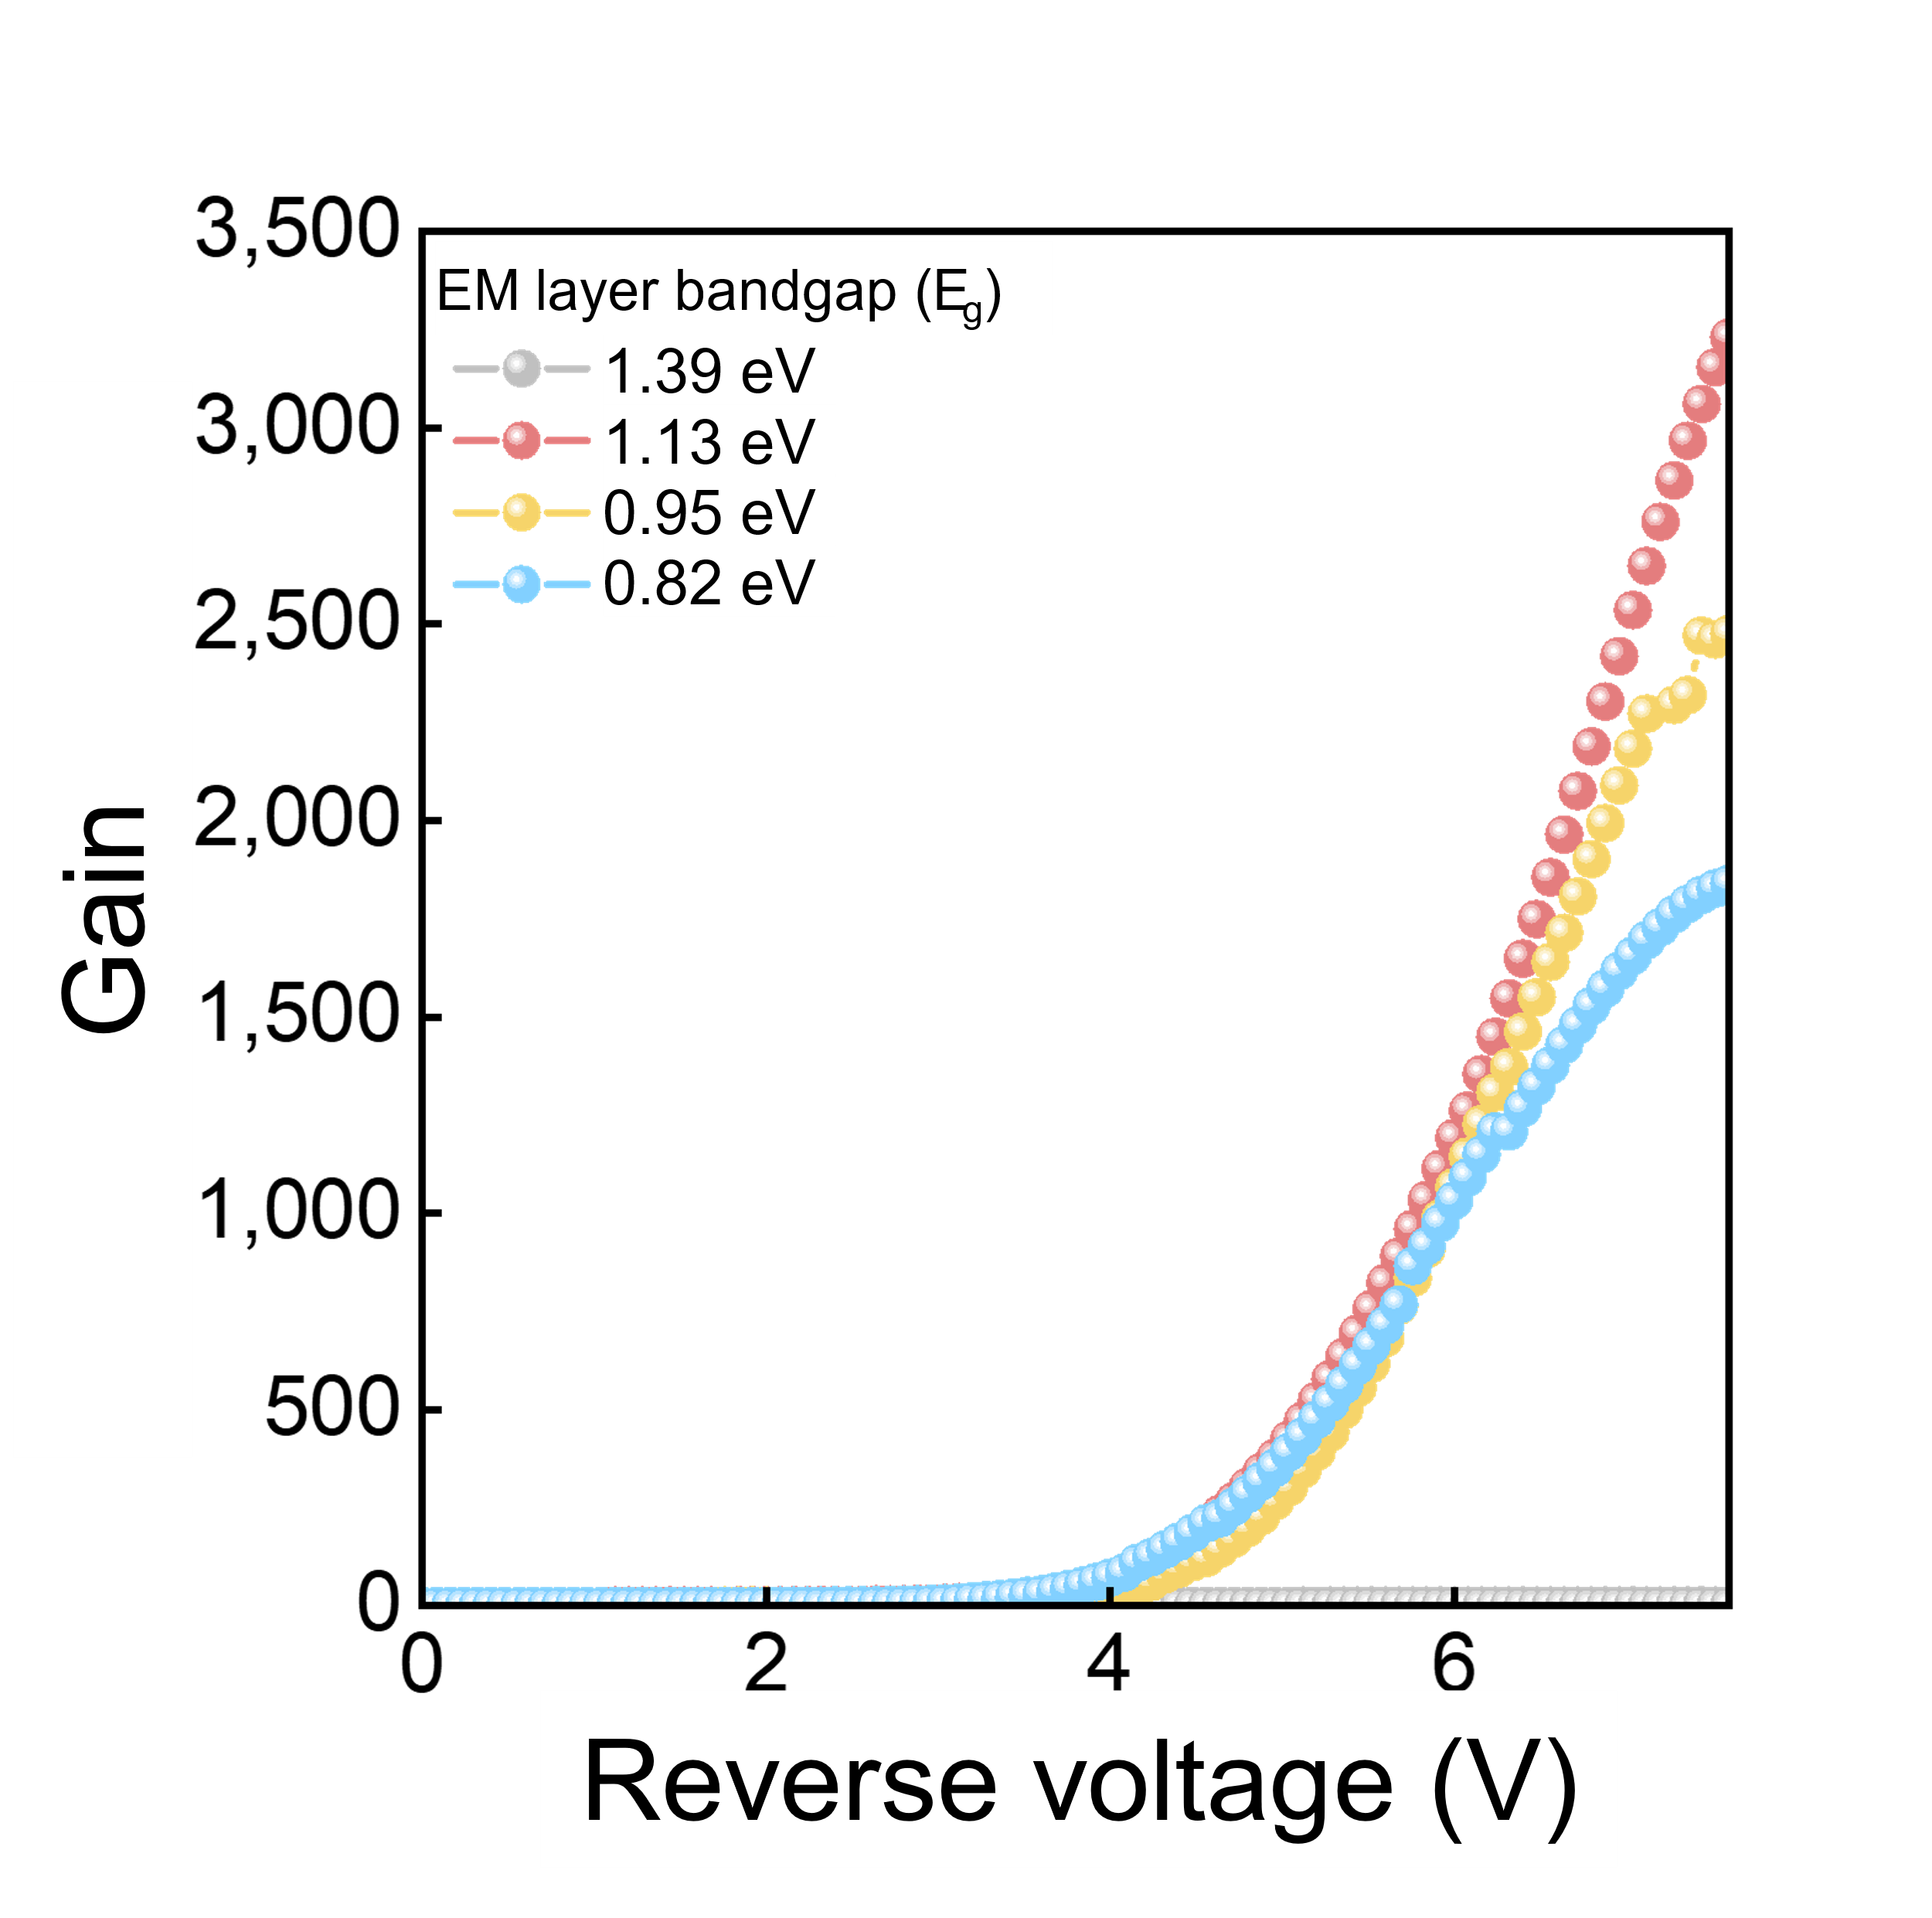 3,500
EM layer bandgap (Eg)
1.39 eV
3,000
1.13 eV
0.95 eV
2,500
0.82 eV
2,000
Gain
1,500
1,000
500
0
0 2 4 6
Reverse voltage (V)